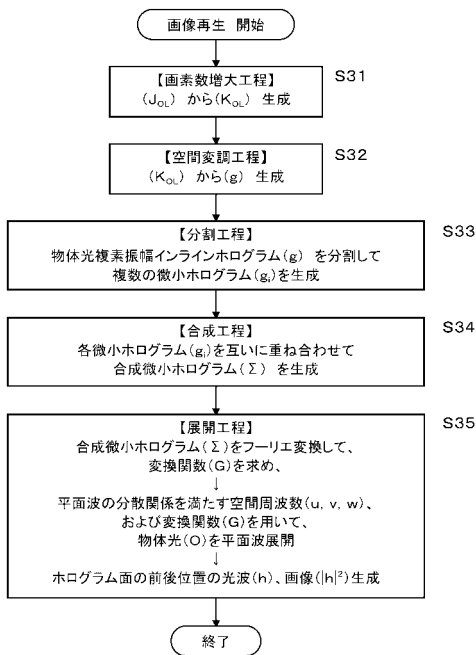 画像再生 開始
S31
【画素数増大工程】
(J_OL) から(K_OL) 生成
S32
【空間変調工程】
(K_OL) から(g) 生成
S33
【分割工程】
物体光複素振幅インラインホログラム(g) を分割して
複数の微小ホログラム(g_i)を生成
S34
【合成工程】
各微小ホログラム(g_i)を互いに重ね合わせて
合成微小ホログラム(Σ) を生成
S35
【展開工程】
合成微小ホログラム(Σ)をフーリエ変換して、
変換関数(G)を求め、
↓
平面波の分散関係を満たす空間周波数(u, v, w)、
および変換関数(G)を用いて、
物体光(O)を平面波展開
↓
ホログラム面の前後位置の光波(h)、画像(|h|²)生成
終了